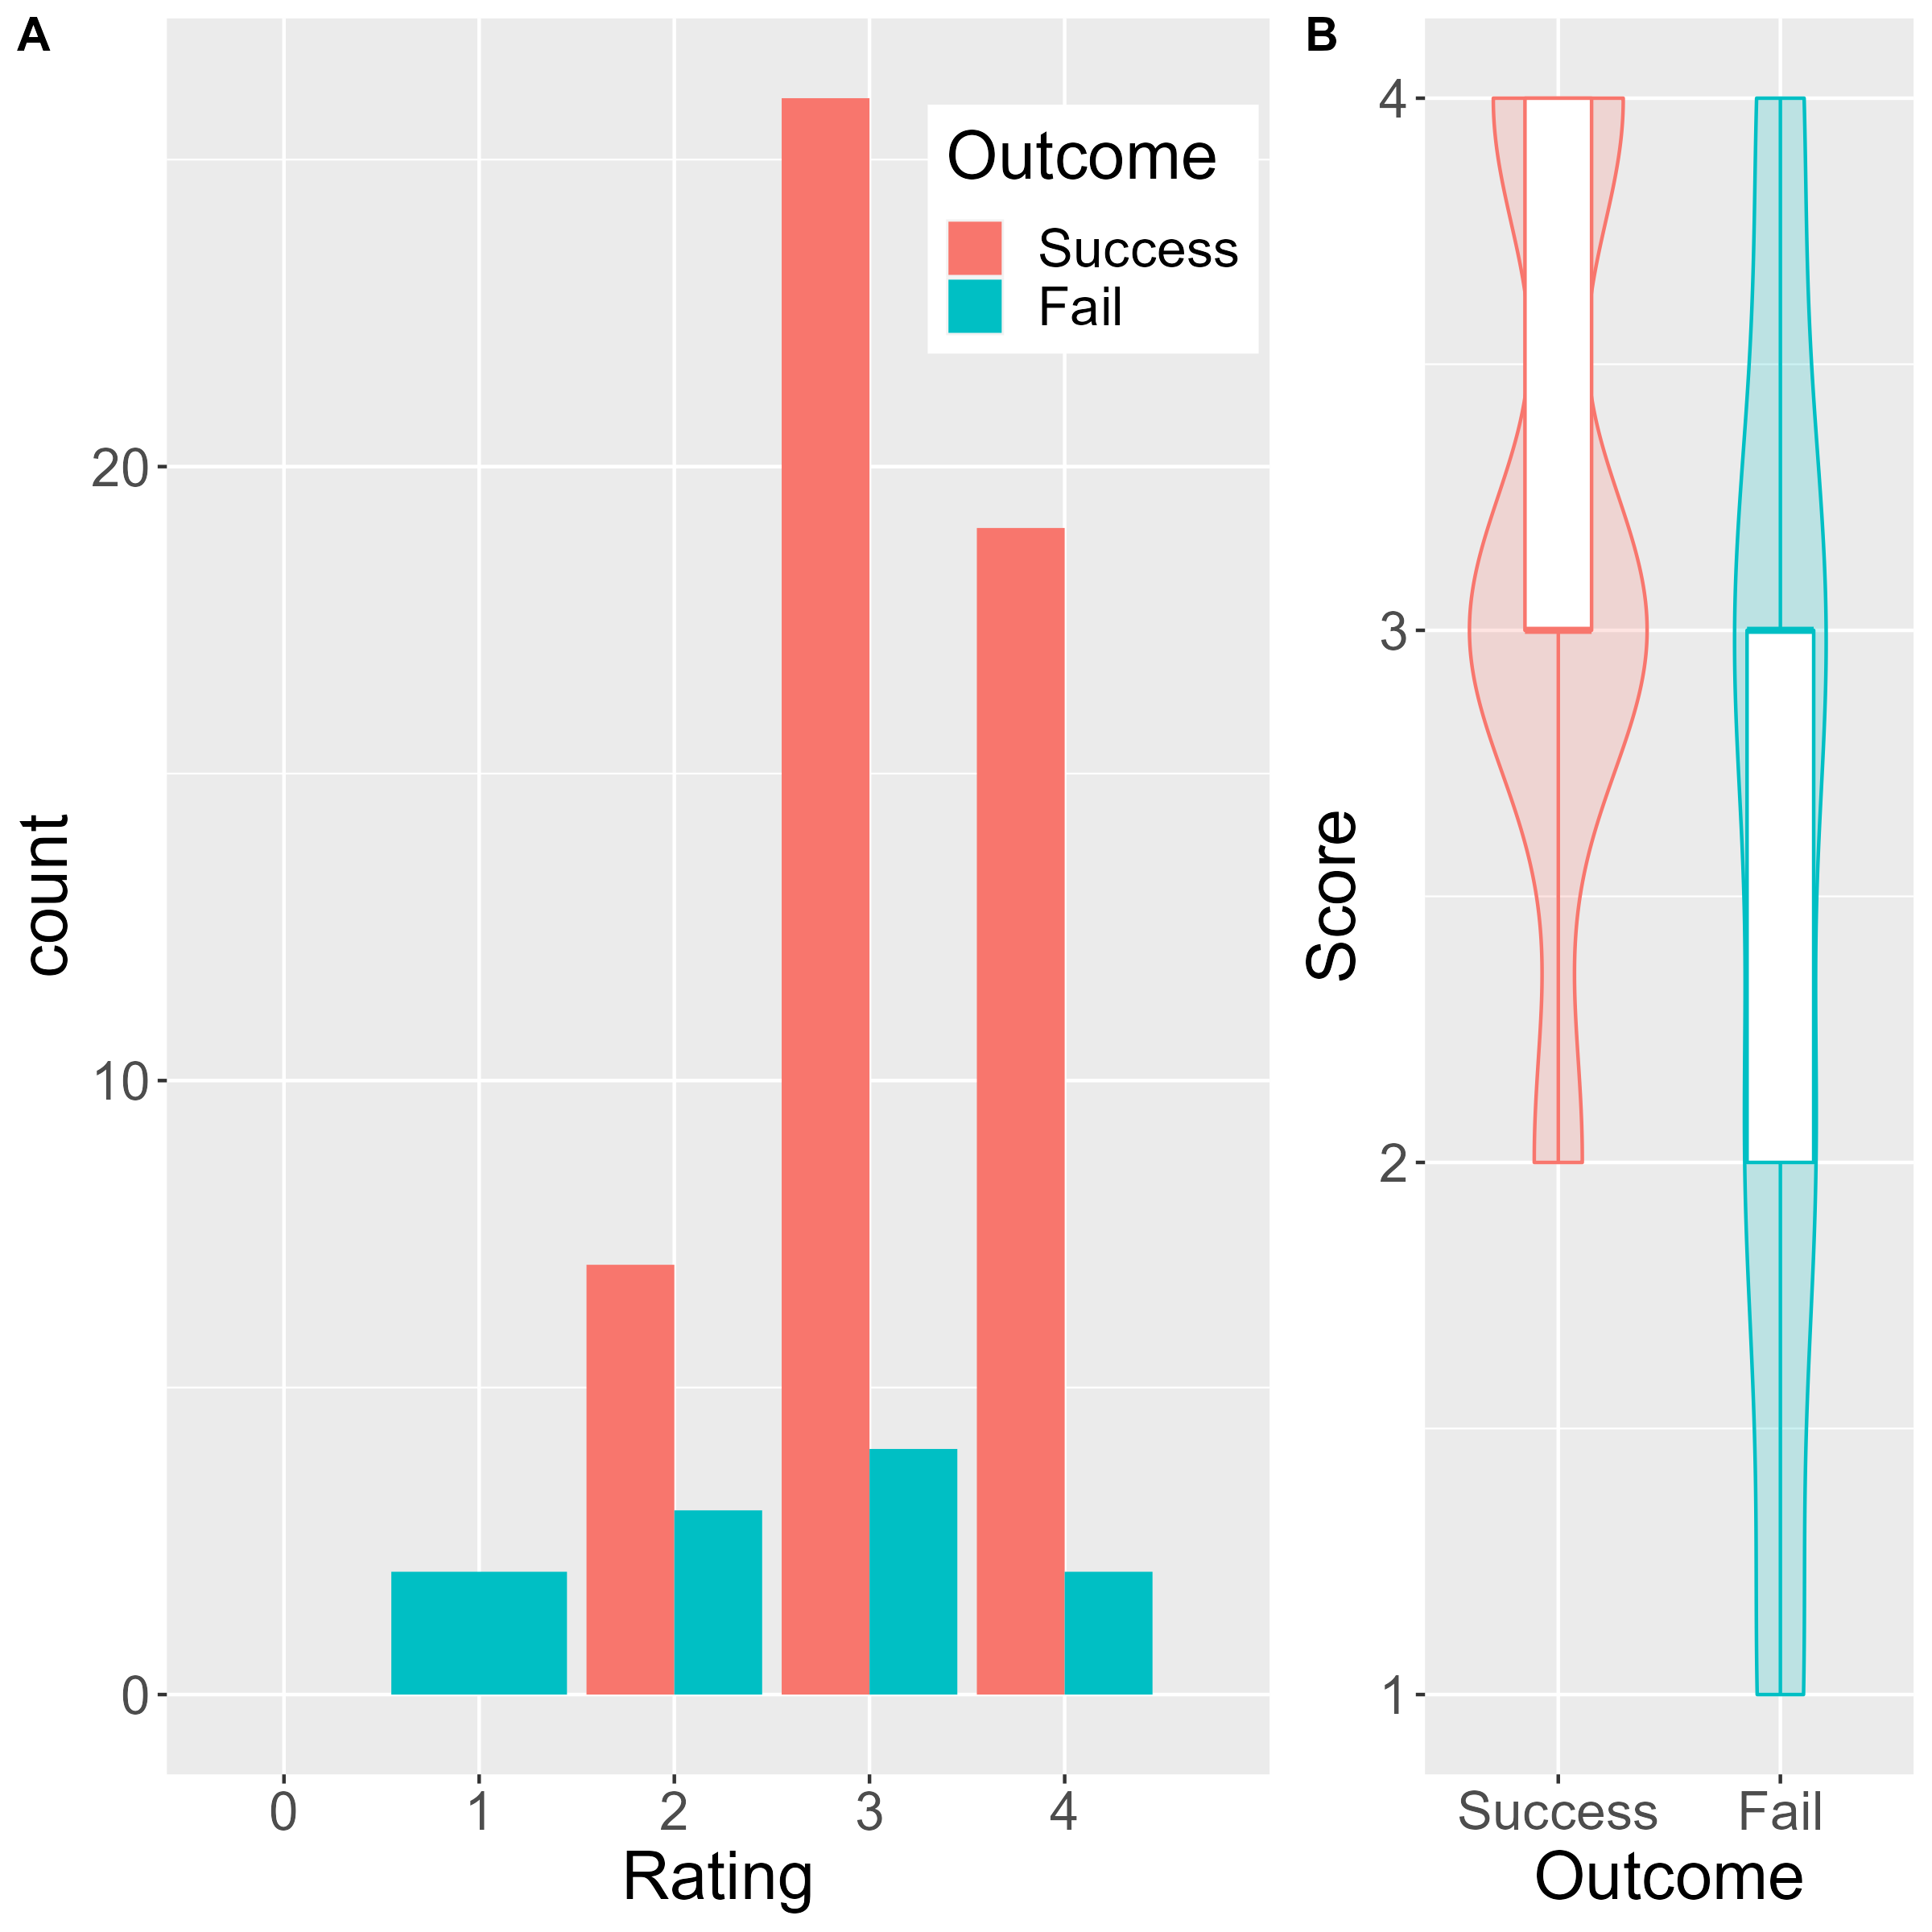 A
count
20
10
0
0 1 2 3 4
Rating
Outcome
Success
Fail
B
Score
4
3
2
1
Success Fail
Outcome